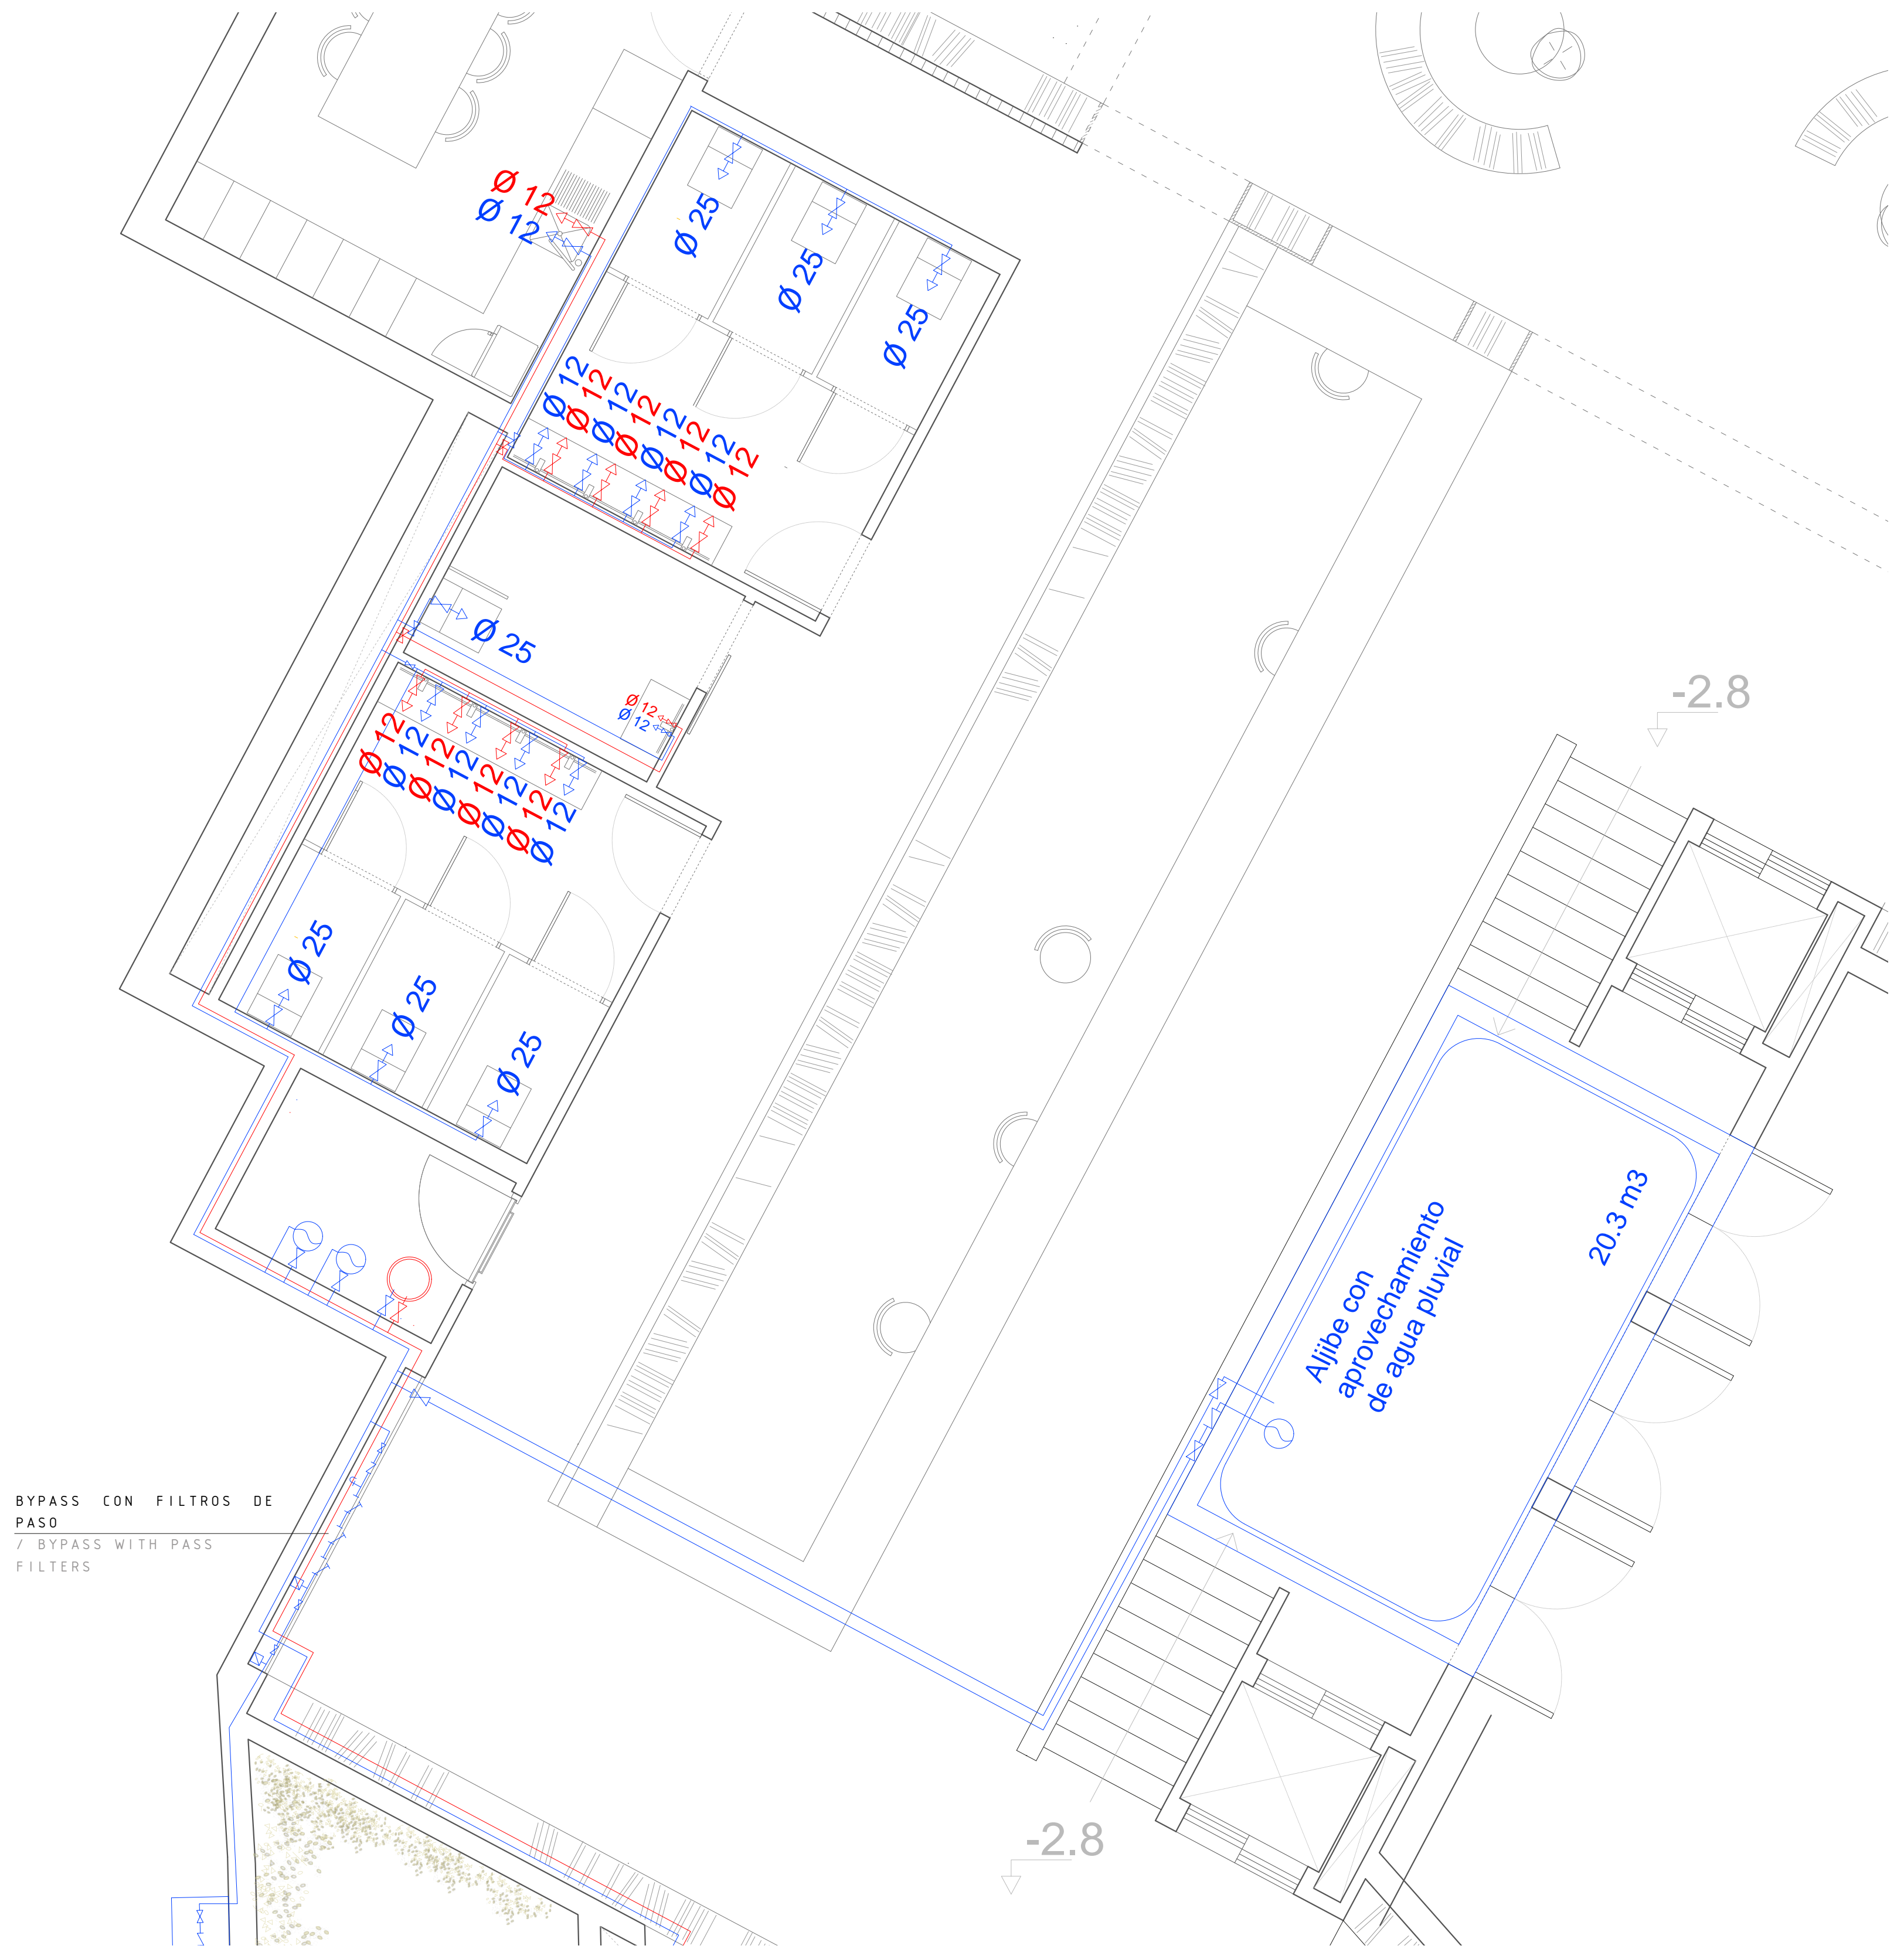 Ø 12
Ø 12
Ø 25
Ø 25
Ø 25
Ø 12
Ø 12
Ø 12
Ø 12
Ø 12
Ø 12
Ø 12
Ø 12
Ø 25
Ø 12
Ø 12
Ø 12
Ø 12
Ø 12
Ø 12
Ø 12
Ø 12
Ø 12
Ø 12
Ø 25
Ø 25
Ø 25
-2.8
20.3 m3
Aljibe con
aprovechamiento
de agua pluvial
BYPASS CON FILTROS DE
PASO
/ BYPASS WITH PASS
FILTERS
-2.8